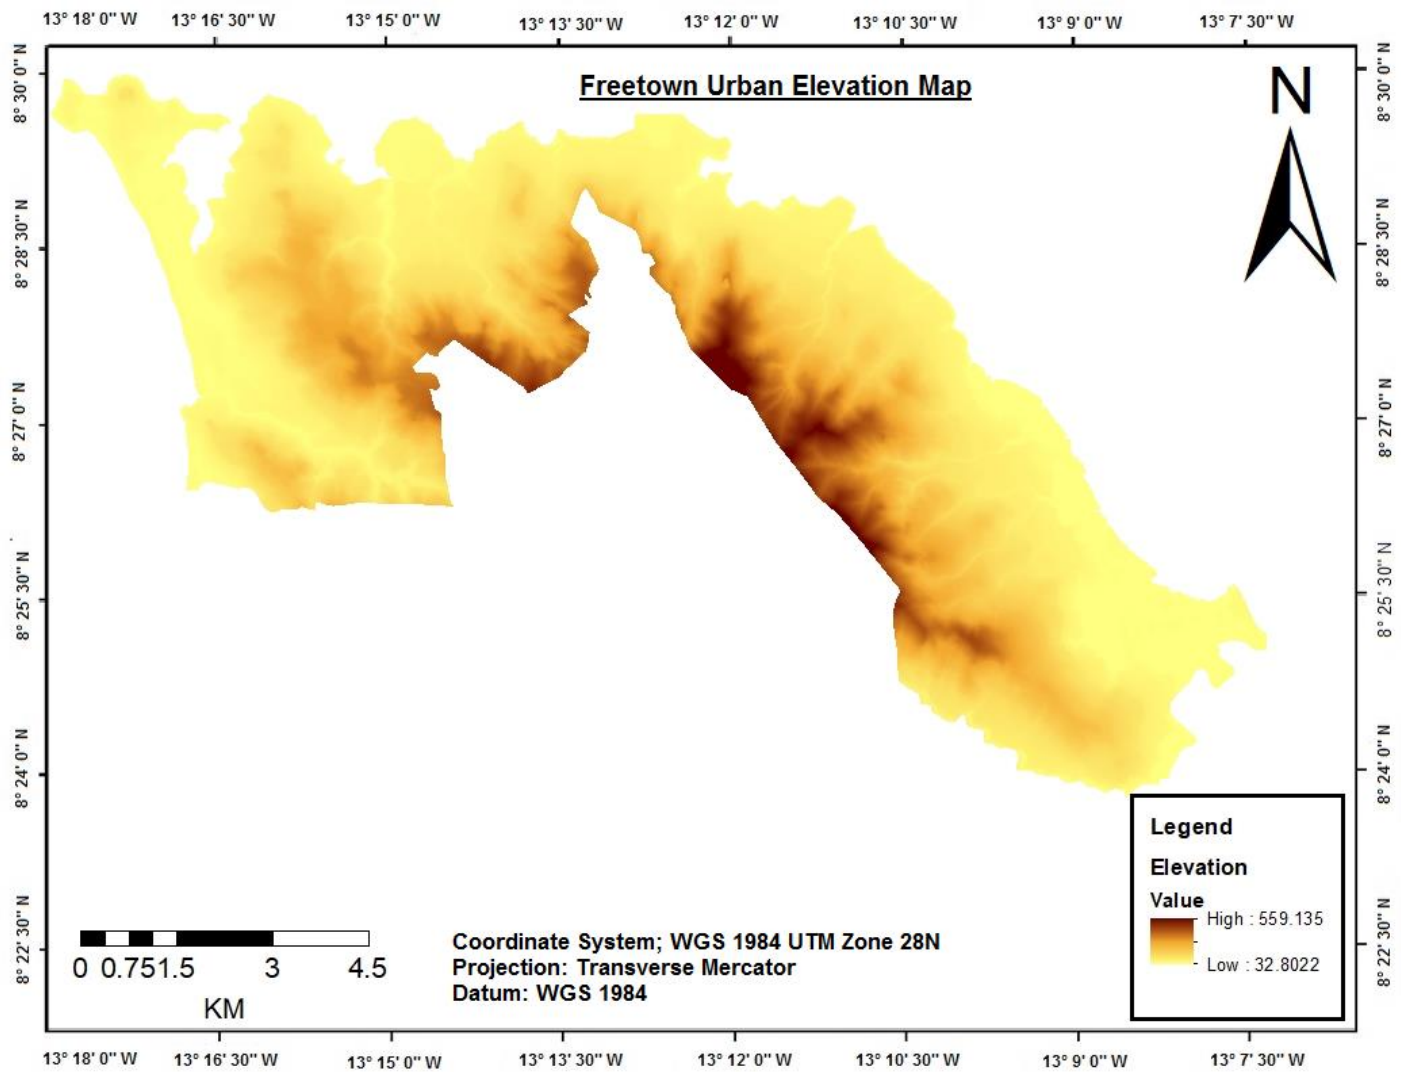 13° 18' 0" W 13° 16' 30" W 13° 15' 0" W 13° 13' 30" W 13° 12' 0" W 13° 10' 30" W 13° 9' 0" W 13° 7' 30" W
Freetown Urban Elevation Map
N
8° 30' 0" N
8° 28' 30" N
8° 27' 0" N
8° 25' 30" N
8° 24' 0" N
8° 22' 30" N
8° 30' 0" N
8° 28' 30" N
8° 27' 0" N
8° 25' 30" N
8° 24' 0" N
8° 22' 30" N
Legend
Elevation
Value
High : 559.135
Low : 32.8022
0 0.75 1.5 3 4.5
KM
Coordinate System; WGS 1984 UTM Zone 28N
Projection: Transverse Mercator
Datum: WGS 1984
13° 18' 0" W 13° 16' 30" W 13° 15' 0" W 13° 13' 30" W 13° 12' 0" W 13° 10' 30" W 13° 9' 0" W 13° 7' 30" W